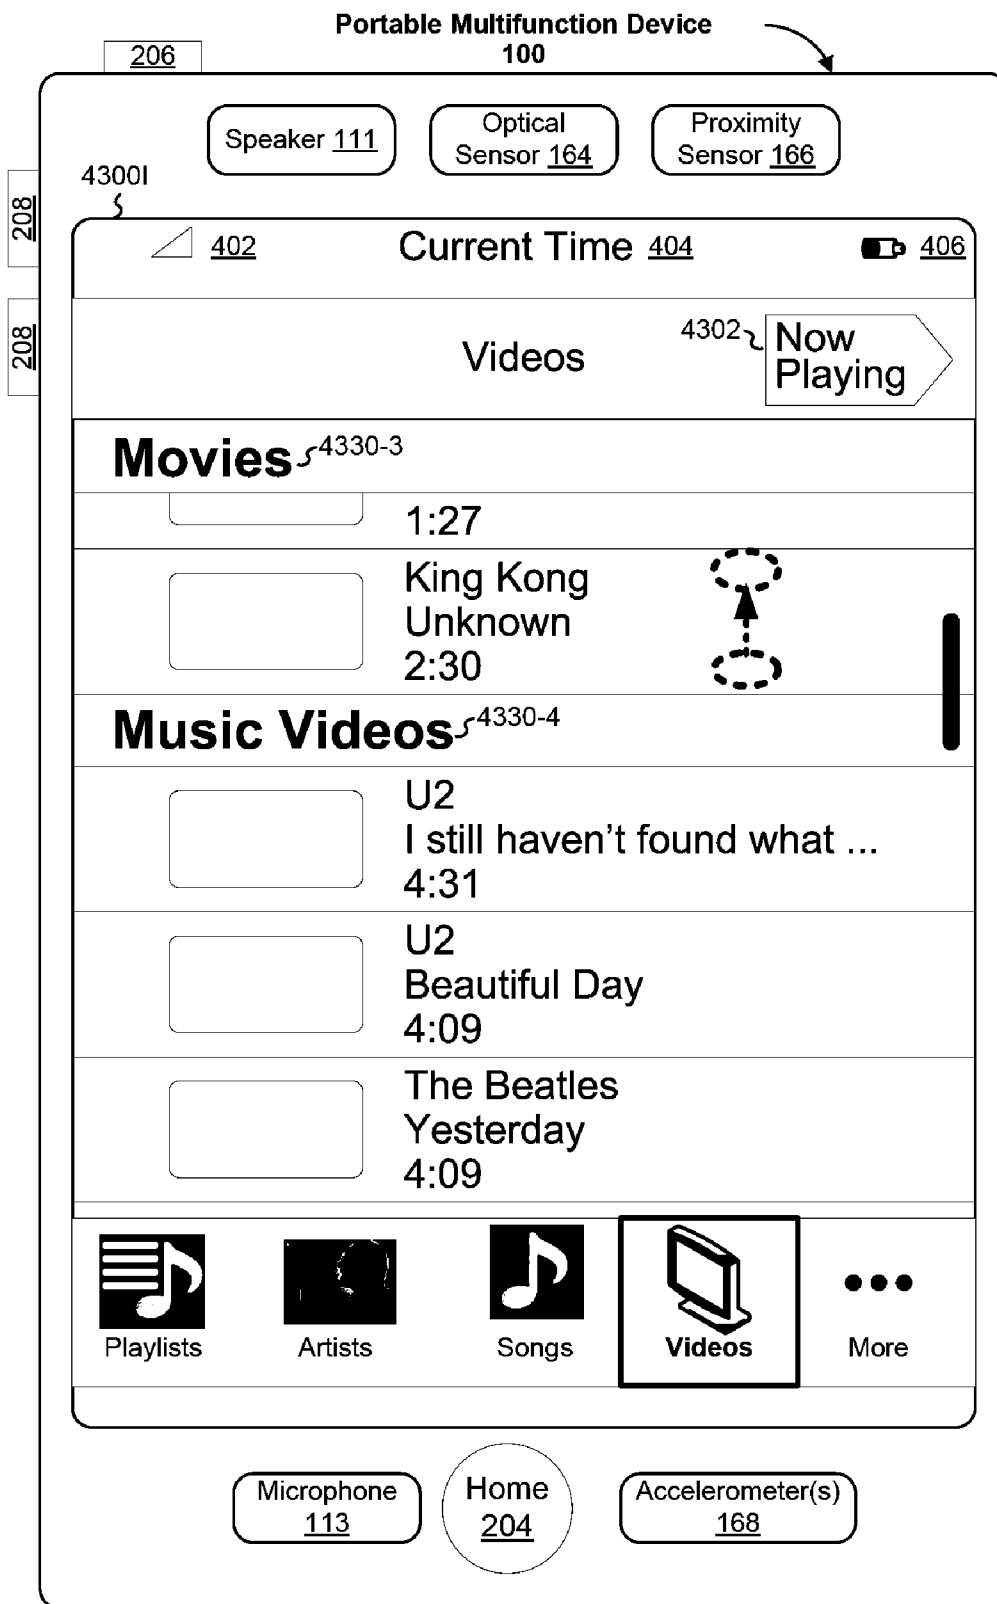 Portable Multifunction Device
100
206
Speaker 111
Optical
Sensor 164
Proximity
Sensor 166
4300I
208
208
402
Current Time 404
406
Videos
4302
Now
Playing
Movies
4330-3
1:27
King Kong
Unknown
2:30
Music Videos
4330-4
U2
I still haven't found what ...
4:31
U2
Beautiful Day
4:09
The Beatles
Yesterday
4:09
Playlists
Artists
Songs
Videos
More
Microphone
113
Home
204
Accelerometer(s)
168